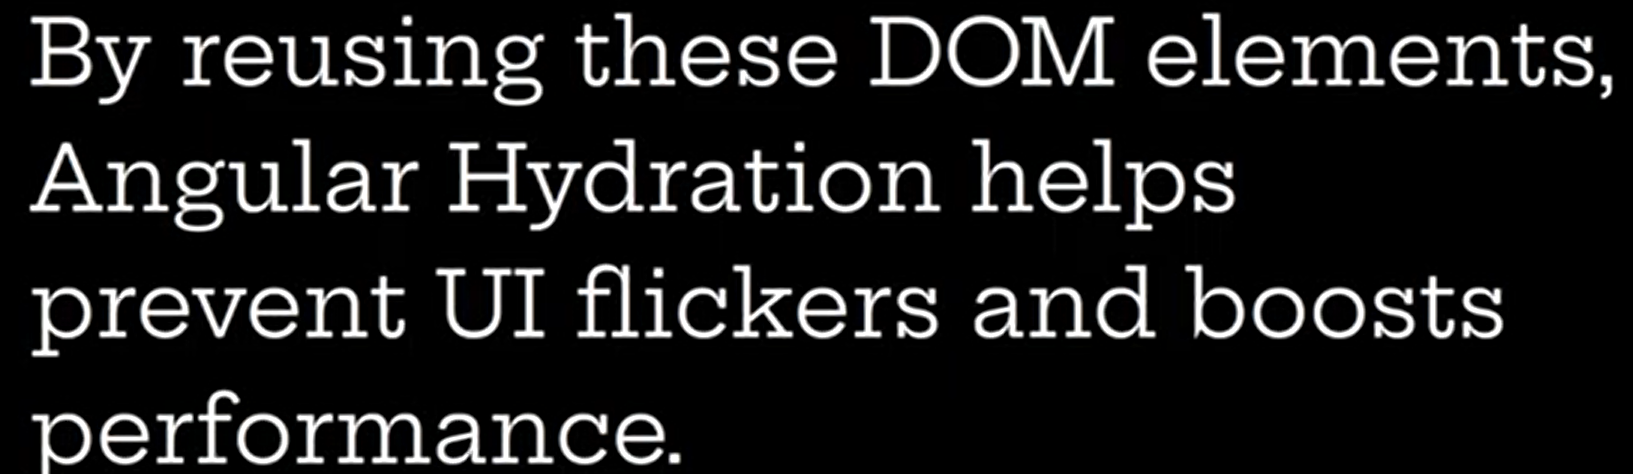 By reusing these DOM elements,
Angular Hydration helps
prevent UI flickers and boosts
performance.